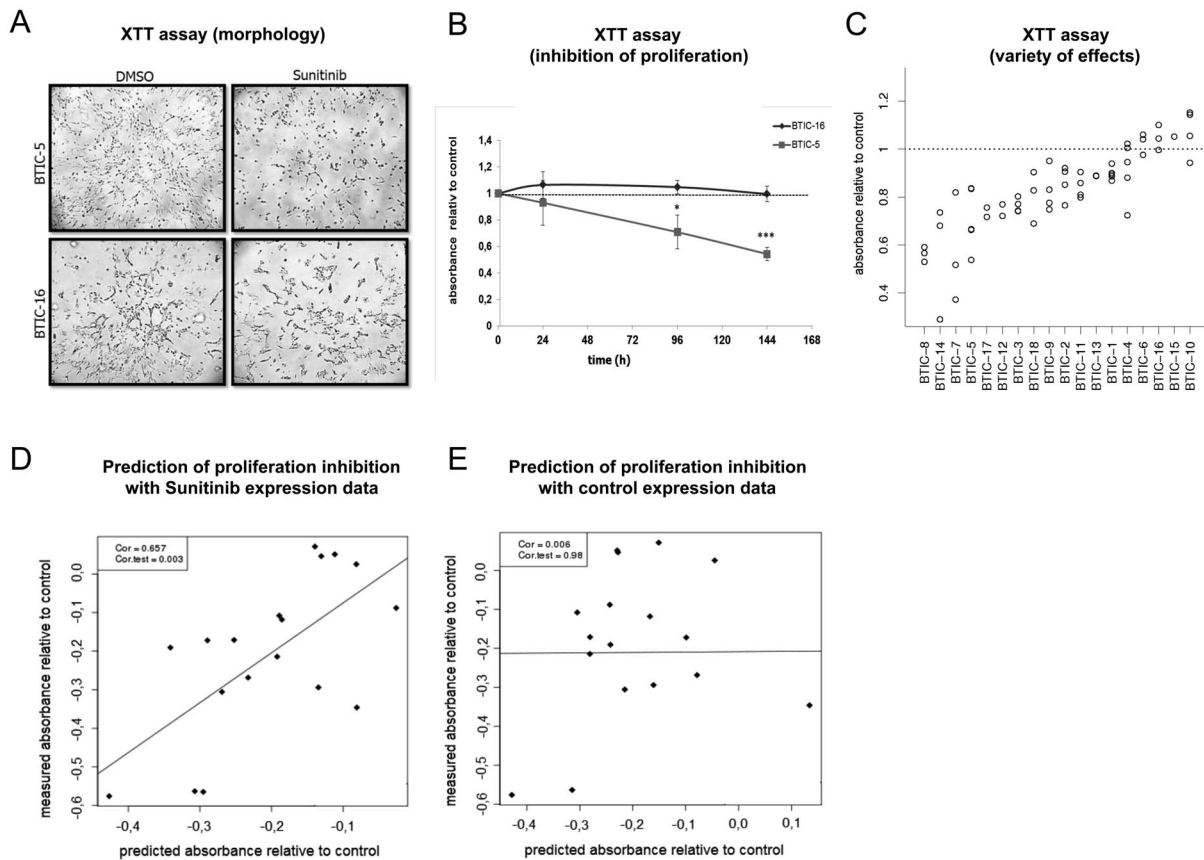 A
XTT assay (morphology)
DMSO
Sunitinib
BTIC-5
BTIC-16
B
XTT assay
(inhibition of proliferation)
absorbance relativ to control
1,4
1,2
1
0,8
0,6
0,4
0,2
0
0
24
48
72
96
120
144
168
time (h)
BTIC-16
BTIC-5
*
***
C
XTT assay
(variety of effects)
absorbance relative to control
1.2
1
0.8
0.6
0.4
BTIC–8
BTIC–14
BTIC–7
BTIC–5
BTIC–17
BTIC–12
BTIC–3
BTIC–18
BTIC–9
BTIC–2
BTIC–11
BTIC–13
BTIC–1
BTIC–4
BTIC–6
BTIC–16
BTIC–15
BTIC–10
D
Prediction of proliferation inhibition
with Sunitinib expression data
Cor = 0.657
Cor.test = 0.003
measured absorbance relative to control
0,0
-0,1
-0,2
-0,3
-0,4
-0,5
-0,6
-0,4
-0,3
-0,2
-0,1
predicted absorbance relative to control
E
Prediction of proliferation inhibition
with control expression data
Cor = 0.006
Cor.test = 0.98
measured absorbance relative to control
0,0
-0,1
-0,2
-0,3
-0,4
-0,5
-0,6
-0,4
-0,3
-0,2
-0,1
0,0
0,1
predicted absorbance relative to control